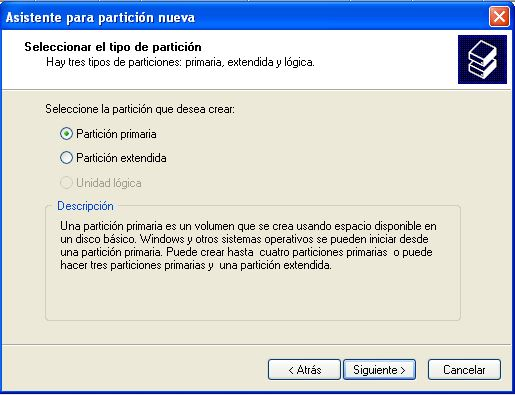 Asistente para partición nueva
Seleccionar el tipo de partición
Hay tres tipos de particiones: primaria, extendida y lógica.
Seleccione la partición que desea crear:
Partición primaria
Partición extendida
Unidad lógica
Descripción
Una partición primaria es un volumen que se crea usando espacio disponible
en un disco básico. Windows y otros sistemas operativos se pueden iniciar desde
una partición primaria. Puede crear hasta cuatro particiones primarias o puede
hacer tres particiones primarias y una partición extendida.
< Atrás
Siguiente >
Cancelar